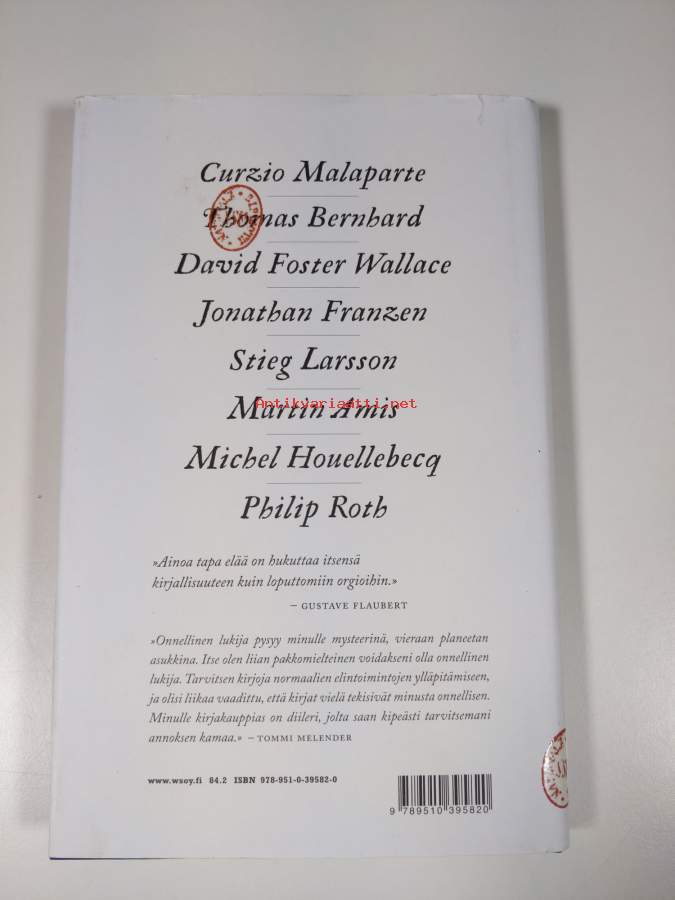 Curzio Malaparte
Thomas Bernhard
David Foster Wallace
Jonathan Franzen
Stieg Larsson
Martin Amis
Antikvariaatti.net
Michel Houellebecq
Philip Roth
»Ainoa tapa elää on hukuttaa itsensä
kirjallisuuteen kuin loputtomiin orgioihin.»
– GUSTAVE FLAUBERT
»Onnellinen lukija pysyy minulle mysteerinä, vieraan planeetan
asukkina. Itse olen liian pakkomielteinen voidakseni olla onnellinen
lukija. Tarvitsen kirjoja normaalien elintoimintojen ylläpitämiseen,
ja olisi liikaa vaadittu, että kirjat vielä tekisivät minusta onnellisen.
Minulle kirjakauppias on diileri, jolta saan kipeästi tarvitsemani
annoksen kamaa.» – TOMMI MELENDER
www.wsoy.fi 84.2 ISBN 978-951-0-39582-0
9 789510 395820